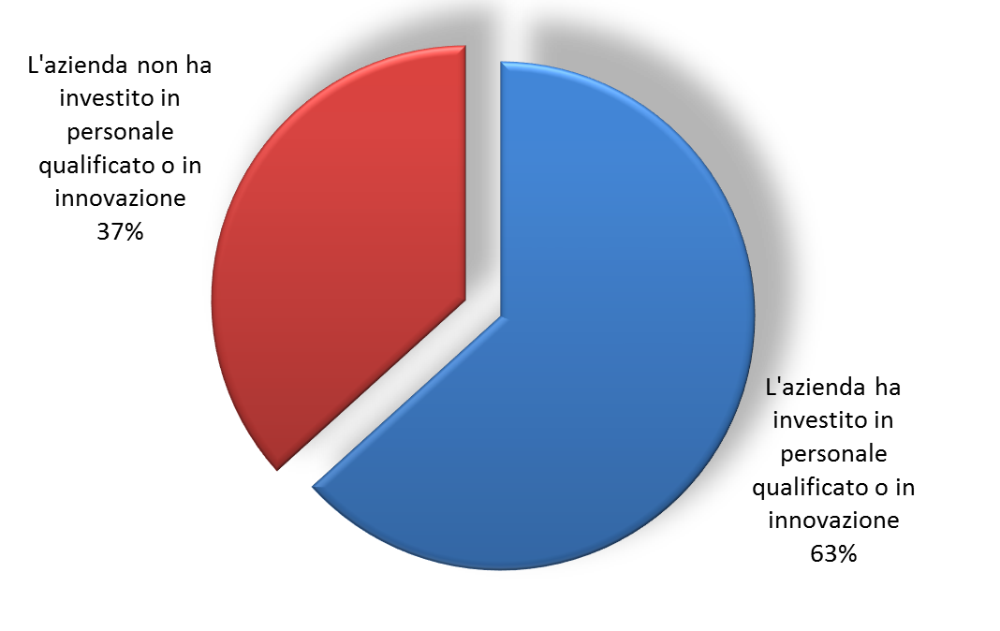 L'azienda non ha
investito in
personale
qualificato o in
innovazione
37%
L'azienda ha
investito in
personale
qualificato o in
innovazione
63%